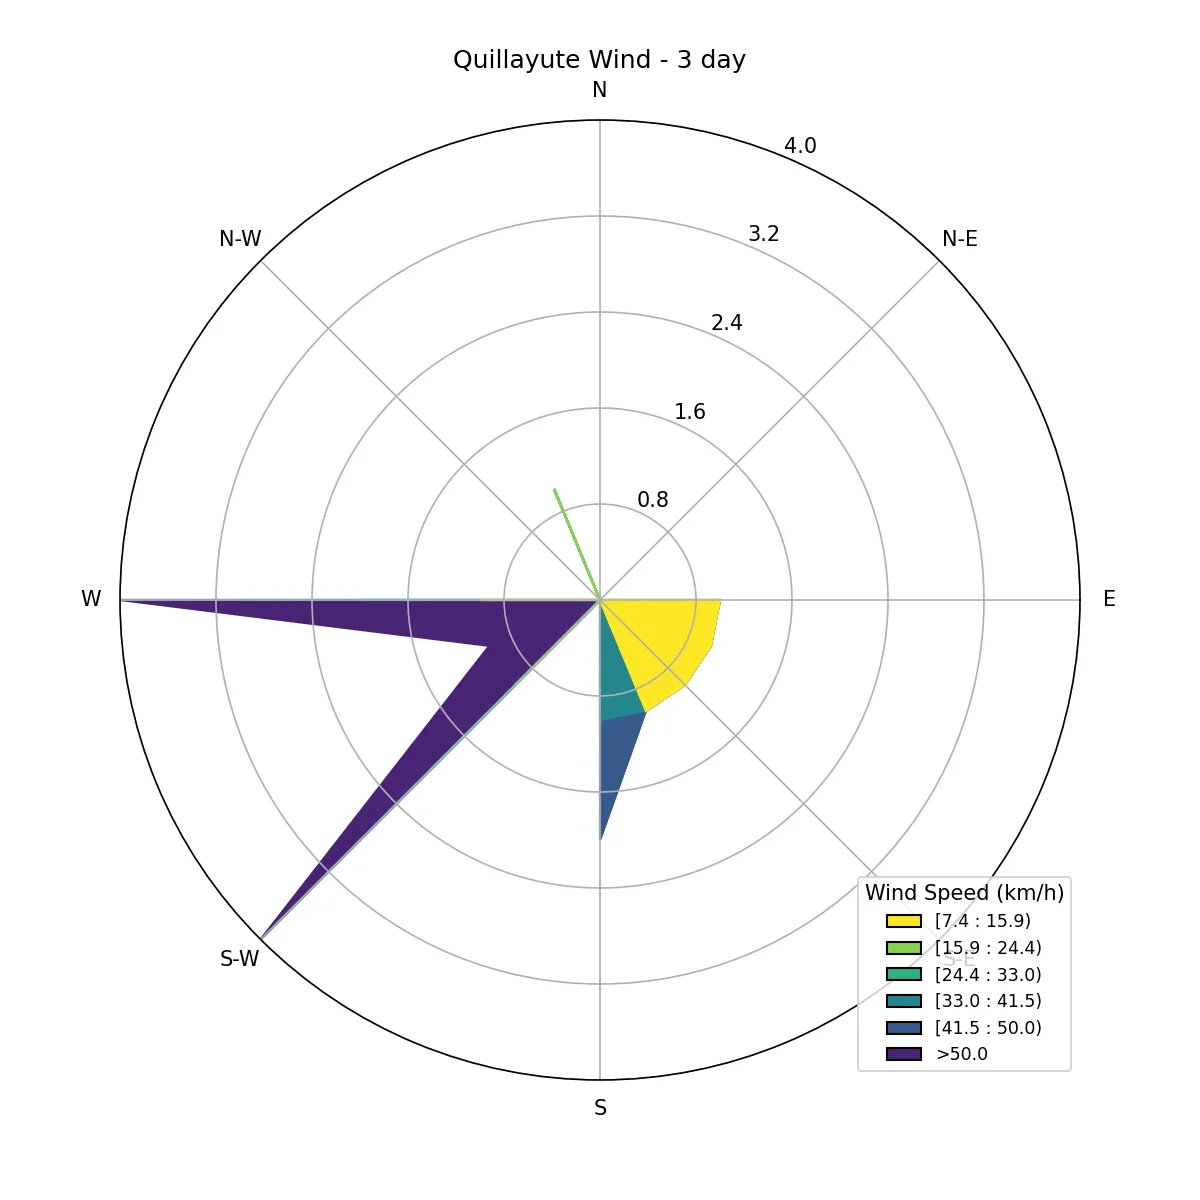 Quillayute Wind - 3 day
N
4.0
N-W
3.2
N-E
2.4
1.6
0.8
W
E
S-W
S-E
S
Wind Speed (km/h)
[7.4 : 15.9)
[15.9 : 24.4)
[24.4 : 33.0)
[33.0 : 41.5)
[41.5 : 50.0)
>50.0